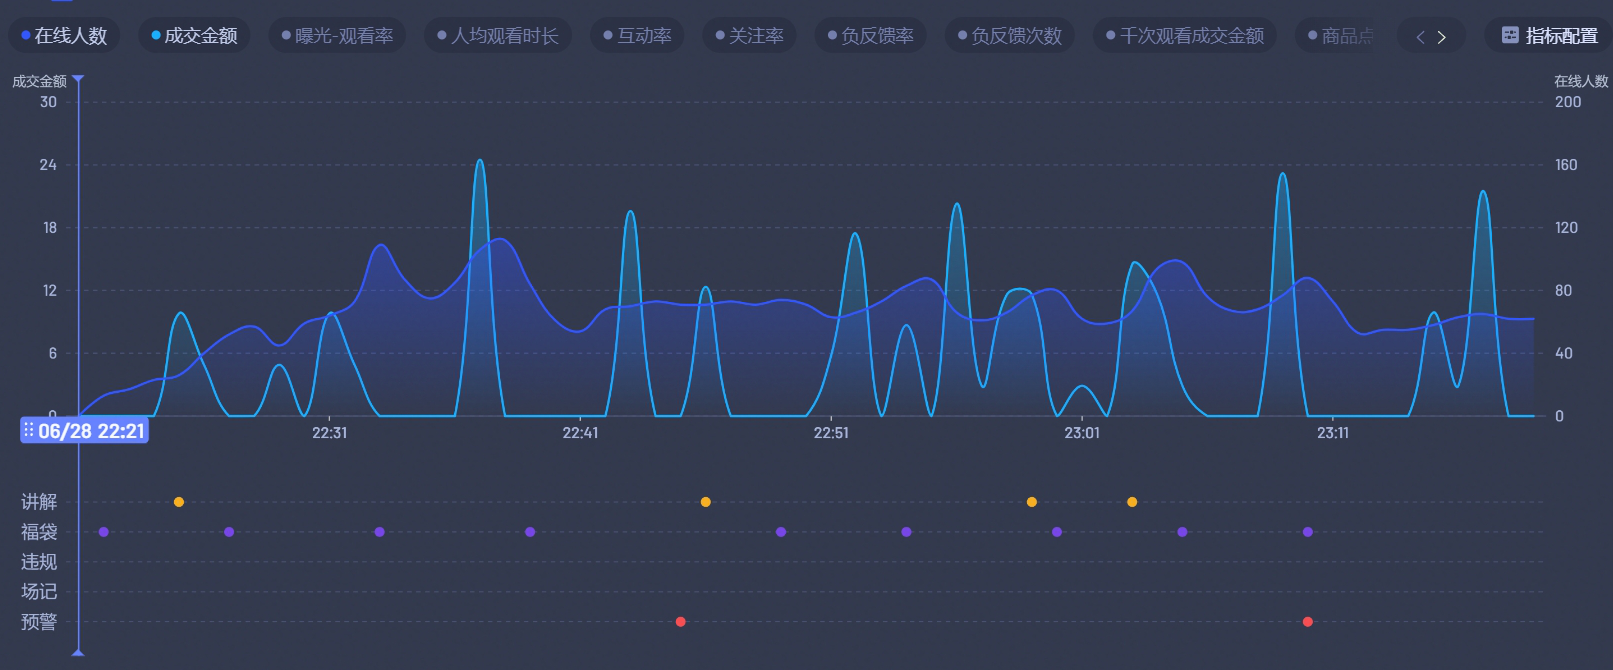 在线人数 成交金额 曝光-观看率 人均观看时长 互动率 关注率 负反馈率 负反馈次数 千次观看成交金额 商品点 指标配置
成交金额 在线人数
30 200
24 160
18 120
12 80
6 40
0 0
06/28 22:21 22:31 22:41 22:51 23:01 23:11
讲解
福袋
违规
场记
预警